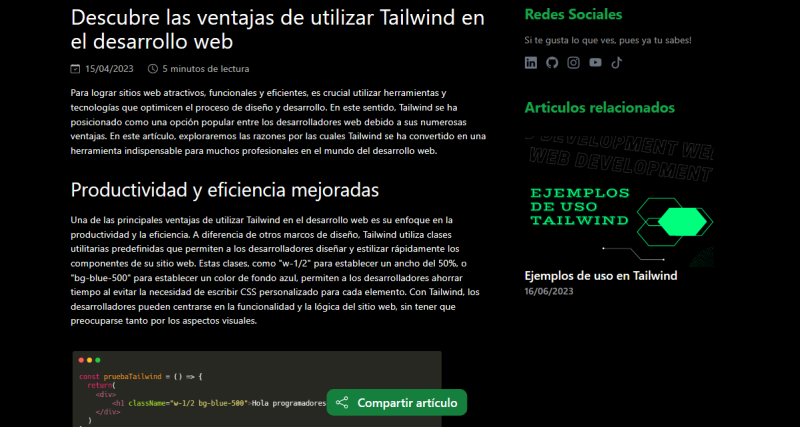 Descubre las ventajas de utilizar Tailwind en
el desarrollo web
15/04/2023 5 minutos de lectura
Para lograr sitios web atractivos, funcionales y eficientes, es crucial utilizar herramientas y
tecnologías que optimicen el proceso de diseño y desarrollo. En este sentido, Tailwind se ha
posicionado como una opción popular entre los desarrolladores web debido a sus numerosas
ventajas. En este artículo, exploraremos las razones por las cuales Tailwind se ha convertido en una
herramienta indispensable para muchos profesionales en el mundo del desarrollo web.
Productividad y eficiencia mejoradas
Una de las principales ventajas de utilizar Tailwind en el desarrollo web es su enfoque en la
productividad y la eficiencia. A diferencia de otros marcos de diseño, Tailwind utiliza clases
utilitarias predefinidas que permiten a los desarrolladores diseñar y estilizar rápidamente los
componentes de su sitio web. Estas clases, como "w-1/2" para establecer un ancho del 50%, o
"bg-blue-500" para establecer un color de fondo azul, permiten a los desarrolladores ahorrar
tiempo al evitar la necesidad de escribir CSS personalizado para cada elemento. Con Tailwind, los
desarrolladores pueden centrarse en la funcionalidad y la lógica del sitio web, sin tener que
preocuparse tanto por los aspectos visuales.
const pruebaTailwind = () => {
return(
<div>
<h1 className="w-1/2 bg-blue-500">Hola programadores
</div>
)
Compartir artículo
Redes Sociales
Si te gusta lo que ves, pues ya tu sabes!
Articulos relacionados
D DEVELOPMENT WEB
WEB DEVELOPMENT
EJEMPLOS
DE USO
TAILWIND
Ejemplos de uso en Tailwind
16/06/2023